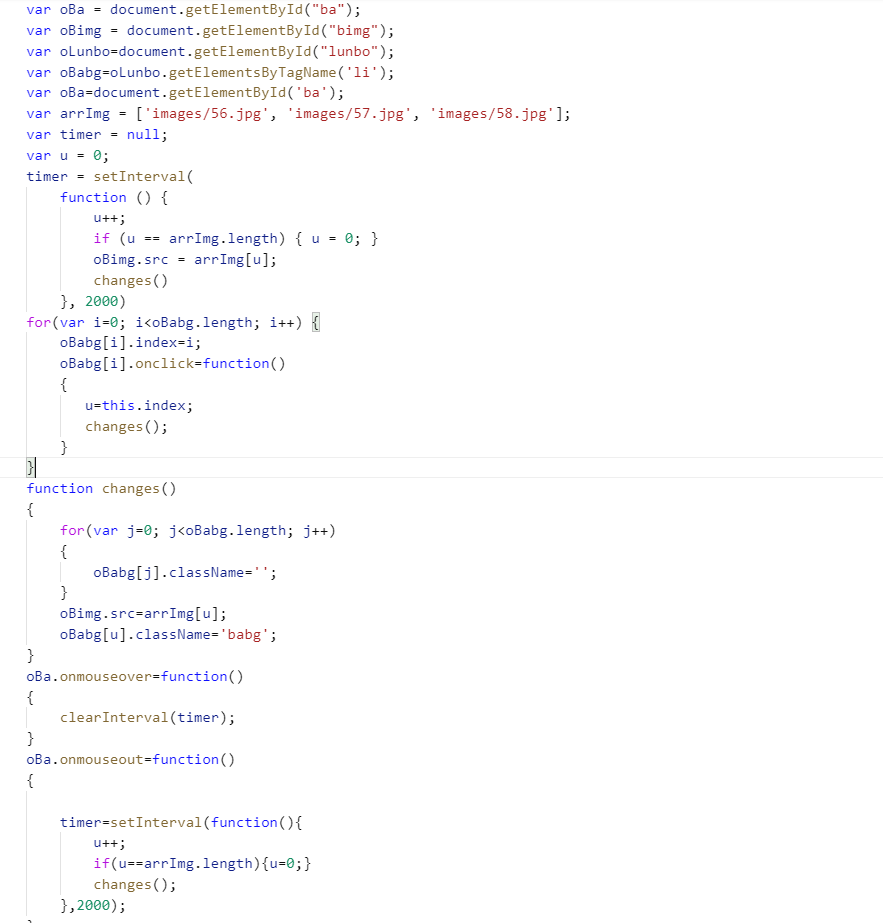 var oBa = document.getElementById("ba");
var oBimg = document.getElementById("bimg");
var oLunbo=document.getElementById("lunbo");
var oBabg=oLunbo.getElementsByTagName('li');
var oBa=document.getElementById('ba');
var arrImg = ['images/56.jpg', 'images/57.jpg', 'images/58.jpg'];
var timer = null;
var u = 0;
timer = setInterval(
    function () {
        u++;
        if (u == arrImg.length) { u = 0; }
        oBimg.src = arrImg[u];
        changes()
    }, 2000)
for(var i=0; i<oBabg.length; i++) {
    oBabg[i].index=i;
    oBabg[i].onclick=function()
    {
       u=this.index;
       changes();
    }
}
function changes()
{
    for(var j=0; j<oBabg.length; j++)
    {
        oBabg[j].className='';
    }
    oBimg.src=arrImg[u];
    oBabg[u].className='babg';
}
oBa.onmouseover=function()
{
    clearInterval(timer);
}
oBa.onmouseout=function()
{
    timer=setInterval(function(){
        u++;
        if(u==arrImg.length){u=0;}
        changes();
    },2000);